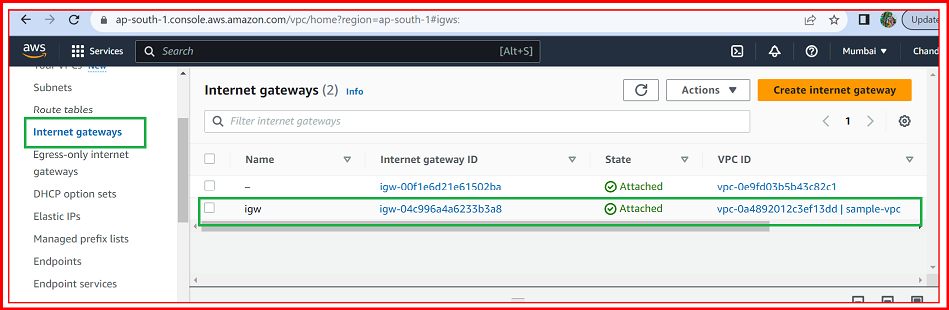 ap-south-1.console.aws.amazon.com/vpc/home?region=ap-south-1#igws:
Update
aws
Services
Search
[Alt+S]
Mumbai
Chand
Your VPCs New
Subnets
Route tables
Internet gateways
Egress-only internet
gateways
DHCP option sets
Elastic IPs
Managed prefix lists
Endpoints
Endpoint services
Internet gateways (2) Info
Actions
Create internet gateway
Filter internet gateways
1
Name Internet gateway ID State VPC ID
– igw-00f1e6d21e61502ba Attached vpc-0e9fd03b5b43c82c1
igw igw-04c996a4a6233b3a8 Attached vpc-0a4892012c3ef13dd | sample-vpc